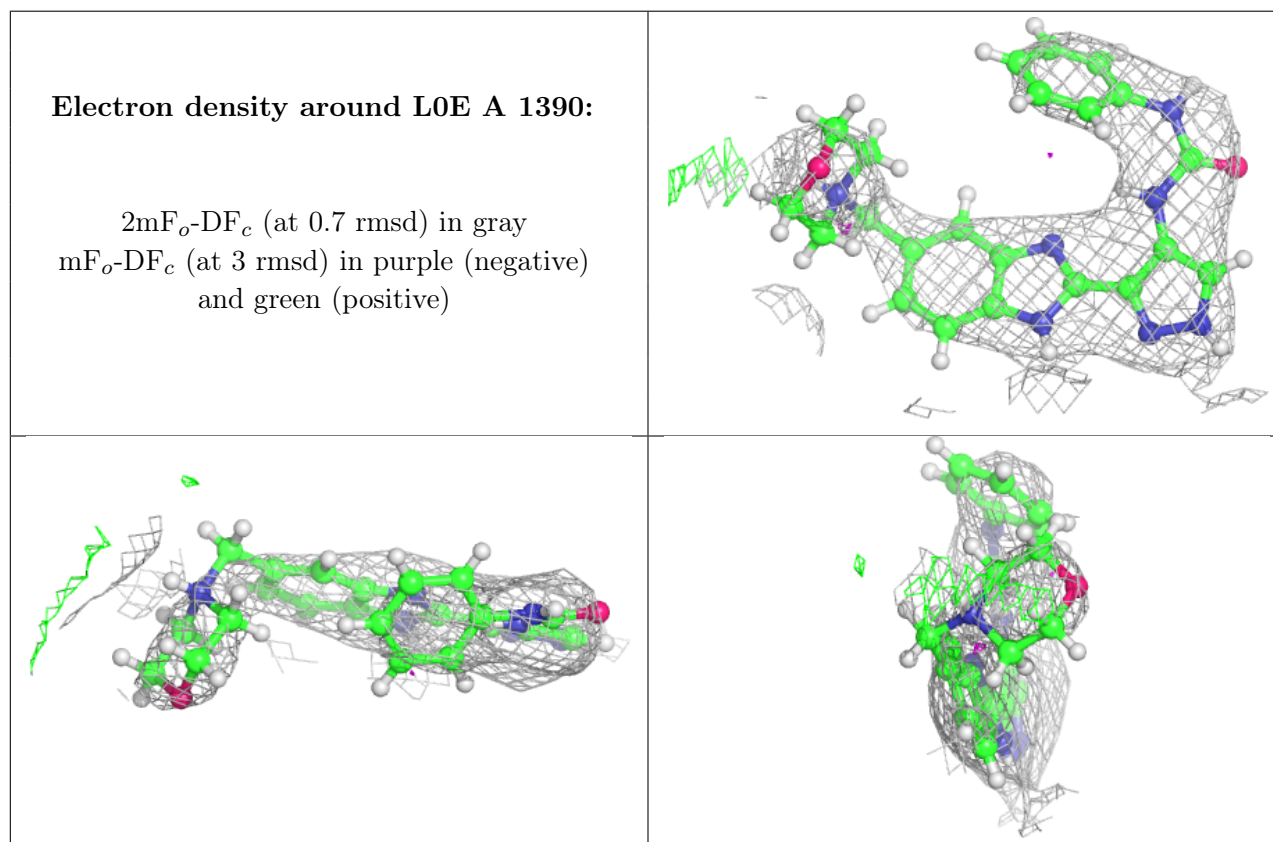 Electron density around L0E A 1390:
2mFo-DFc (at 0.7 rmsd) in gray
mFo-DFc (at 3 rmsd) in purple (negative)
and green (positive)